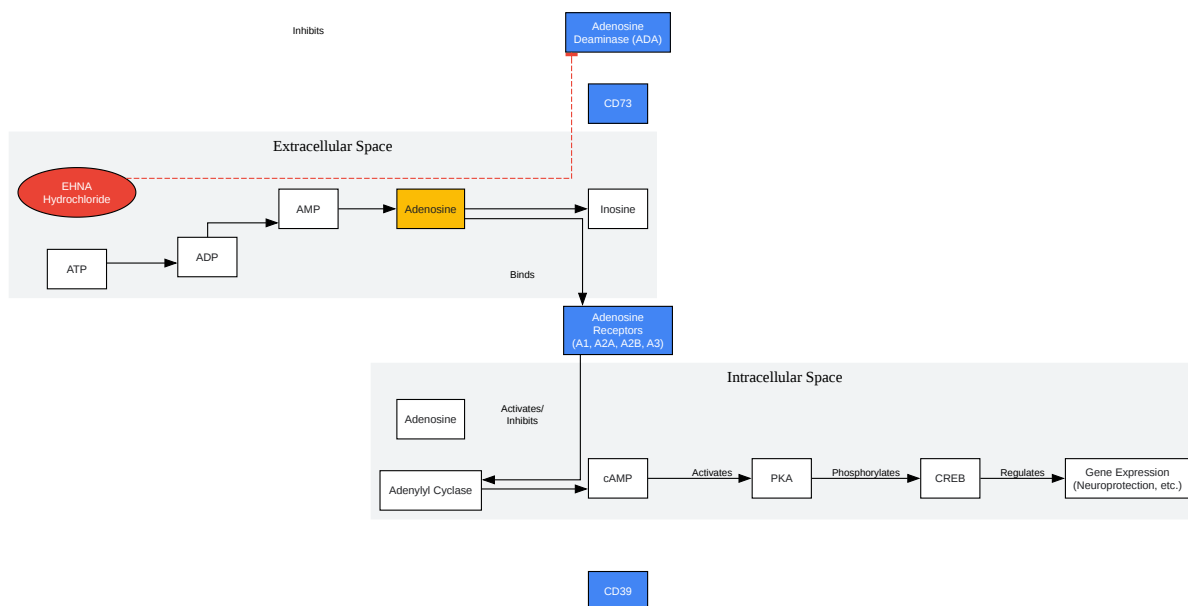 Inhibits
Adenosine
Deaminase (ADA)
CD73
Extracellular Space
EHNA
Hydrochloride
AMP
Adenosine
Inosine
ADP
ATP
Binds
Adenosine
Receptors
(A1, A2A, A2B, A3)
Intracellular Space
Adenosine
Activates/
Inhibits
Adenylyl Cyclase
cAMP
Activates
PKA
Phosphorylates
CREB
Regulates
Gene Expression
(Neuroprotection, etc.)
CD39